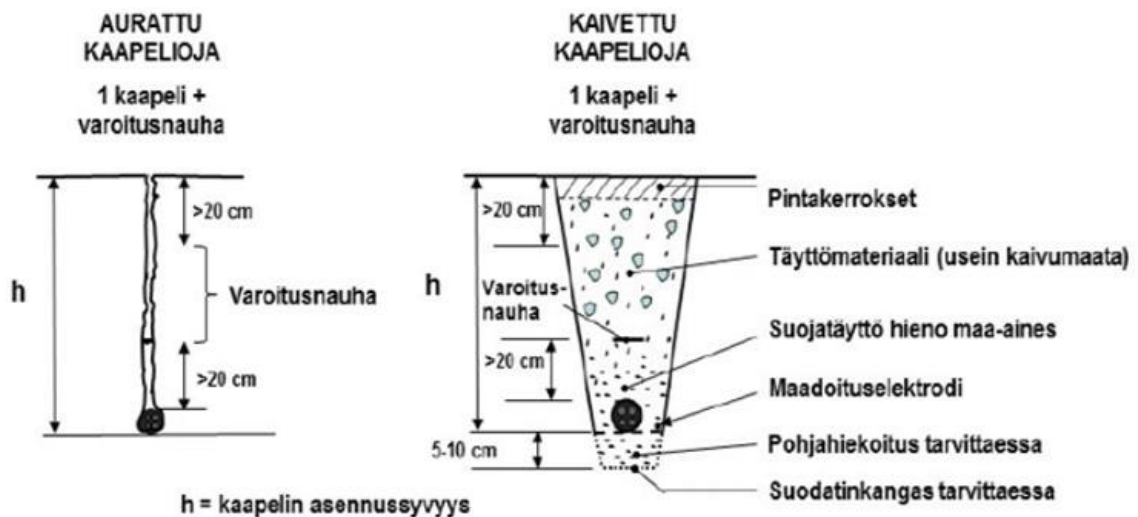 AURATTU
KAAPELIOJA
1 kaapeli +
varoitusnauha
>20 cm
h
Varoitusnauha
>20 cm
KAIVETTU
KAAPELIOJA
1 kaapeli +
varoitusnauha
>20 cm
h
Varoitus-
nauha
>20 cm
5-10 cm
Pintakerrokset
Täyttömateriaali (usein kaivumaata)
Suojatäyttö hieno maa-aines
Maadoituselektrodi
Pohjahiekoitus tarvittaessa
Suodatinkangas tarvittaessa
h = kaapelin asennussyvyys